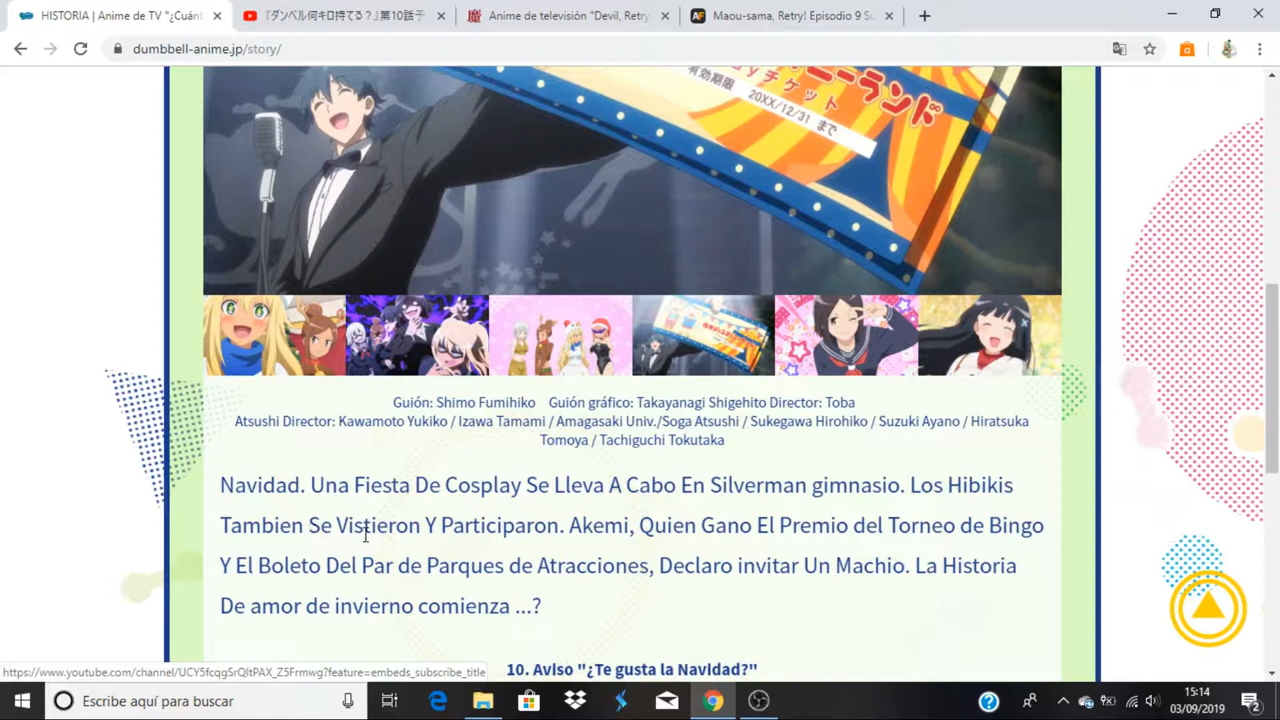 HISTORIA | Anime de TV "¿Cuánt
『ダンベル何キロ持てる？』第10話予
Anime de televisión "Devil, Retry
Maou-sama, Retry! Episodio 9 Su
dumbbell-anime.jp/story/
有効期限 20XX/12/31 まで
Guión: Shimo Fumihiko Guión gráfico: Takayanagi Shigehito Director: Toba
Atsushi Director: Kawamoto Yukiko / Izawa Tamami / Amagasaki Univ./Soga Atsushi / Sukegawa Hirohiko / Suzuki Ayano / Hiratsuka
Tomoya / Tachiguchi Tokutaka
Navidad. Una Fiesta De Cosplay Se Lleva A Cabo En Silverman gimnasio. Los Hibikis
Tambien Se Vistieron Y Participaron. Akemi, Quien Gano El Premio del Torneo de Bingo
Y El Boleto Del Par de Parques de Atracciones, Declaro invitar Un Machio. La Historia
De amor de invierno comienza ...?
10. Aviso "¿Te gusta la Navidad?"
https://www.youtube.com/channel/UCY5fcqgSrQltPAX_Z5Frmwg?feature=embeds_subscribe_title
Escribe aquí para buscar
15:14
03/09/2019
2